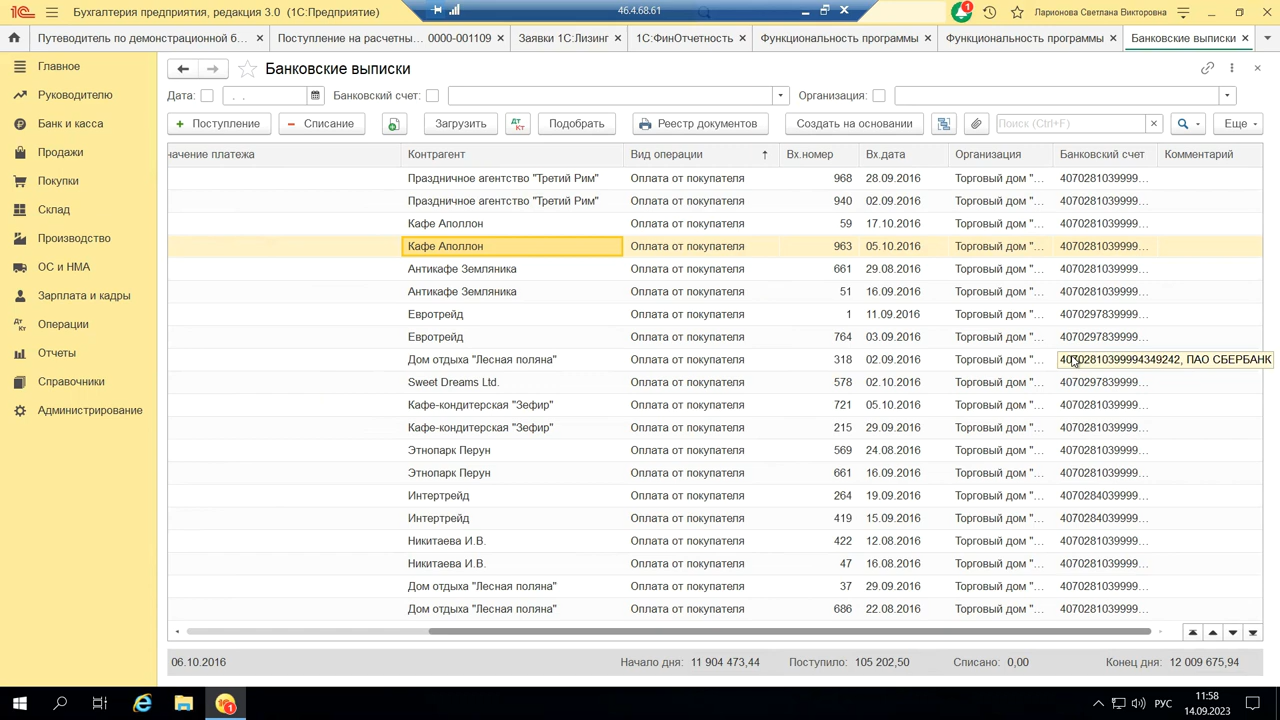 Бухгалтерия предприятия, редакция 3.0 (1С:Предприятие)
46.4.68.61
1
Ларионова Светлана Викторовна
Путеводитель по демонстрационной б...
Поступление на расчетны... 0000-001109
Заявки 1С:Лизинг
1С:ФинОтчетность
Функциональность программы
Функциональность программы
Банковские выписки
Главное
Руководителю
Банк и касса
Продажи
Покупки
Склад
Производство
ОС и НМА
Зарплата и кадры
Операции
Отчеты
Справочники
Администрирование
Банковские выписки
Дата: . . Банковский счет: Организация:
Поступление Списание Загрузить Дт Кт Подобрать Реестр документов Создать на основании Поиск (Ctrl+F) Еще
начение платежа Контрагент Вид операции Вх.номер Вх.дата Организация Банковский счет Комментарий
Праздничное агентство "Третий Рим" Оплата от покупателя 968 28.09.2016 Торговый дом "... 4070281039999...
Праздничное агентство "Третий Рим" Оплата от покупателя 940 02.09.2016 Торговый дом "... 4070281039999...
Кафе Аполлон Оплата от покупателя 59 17.10.2016 Торговый дом "... 4070281039999...
Кафе Аполлон Оплата от покупателя 963 05.10.2016 Торговый дом "... 4070281039999...
Антикафе Земляника Оплата от покупателя 661 29.08.2016 Торговый дом "... 4070281039999...
Антикафе Земляника Оплата от покупателя 51 16.09.2016 Торговый дом "... 4070281039999...
Евротрейд Оплата от покупателя 1 11.09.2016 Торговый дом "... 4070297839999...
Евротрейд Оплата от покупателя 764 03.09.2016 Торговый дом "... 4070297839999...
Дом отдыха "Лесная поляна" Оплата от покупателя 318 02.09.2016 Торговый дом "... 40702810399994349242, ПАО СБЕРБАНК
Sweet Dreams Ltd. Оплата от покупателя 578 02.10.2016 Торговый дом "... 4070297839999...
Кафе-кондитерская "Зефир" Оплата от покупателя 721 05.10.2016 Торговый дом "... 4070281039999...
Кафе-кондитерская "Зефир" Оплата от покупателя 215 29.09.2016 Торговый дом "... 4070281039999...
Этнопарк Перун Оплата от покупателя 569 24.08.2016 Торговый дом "... 4070281039999...
Этнопарк Перун Оплата от покупателя 661 16.09.2016 Торговый дом "... 4070281039999...
Интертрейд Оплата от покупателя 264 19.09.2016 Торговый дом "... 4070284039999...
Интертрейд Оплата от покупателя 419 15.09.2016 Торговый дом "... 4070284039999...
Никитаева И.В. Оплата от покупателя 422 12.08.2016 Торговый дом "... 4070281039999...
Никитаева И.В. Оплата от покупателя 47 16.08.2016 Торговый дом "... 4070281039999...
Дом отдыха "Лесная поляна" Оплата от покупателя 37 29.09.2016 Торговый дом "... 4070281039999...
Дом отдыха "Лесная поляна" Оплата от покупателя 686 22.08.2016 Торговый дом "... 4070281039999...
06.10.2016 Начало дня: 11 904 473,44 Поступило: 105 202,50 Списано: 0,00 Конец дня: 12 009 675,94
РУС
11:58
14.09.2023